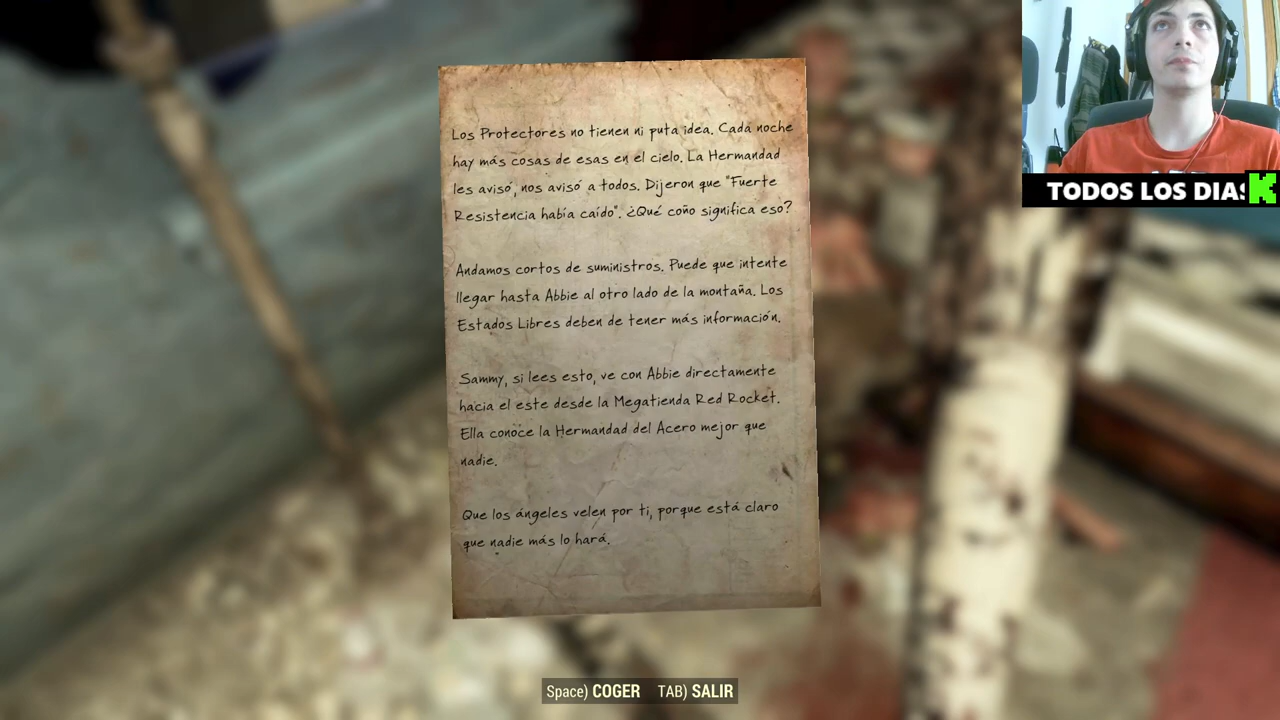 Los Protectores no tienen ni puta idea. Cada noche
hay más cosas de esas en el cielo. La Hermandad
les avisó, nos avisó a todos. Dijeron que "Fuerte
Resistencia había caído". ¿Qué coño significa eso?
Andamos cortos de suministros. Puede que intente
llegar hasta Abbie al otro lado de la montaña. Los
Estados Libres deben de tener más información.
Sammy, si lees esto, ve con Abbie directamente
hacia el este desde la Megatienda Red Rocket.
Ella conoce la Hermandad del Acero mejor que
nadie.
Que los ángeles velen por ti, porque está claro
que nadie más lo hará.
TODOS LOS DIAS
K
Space) COGER TAB) SALIR